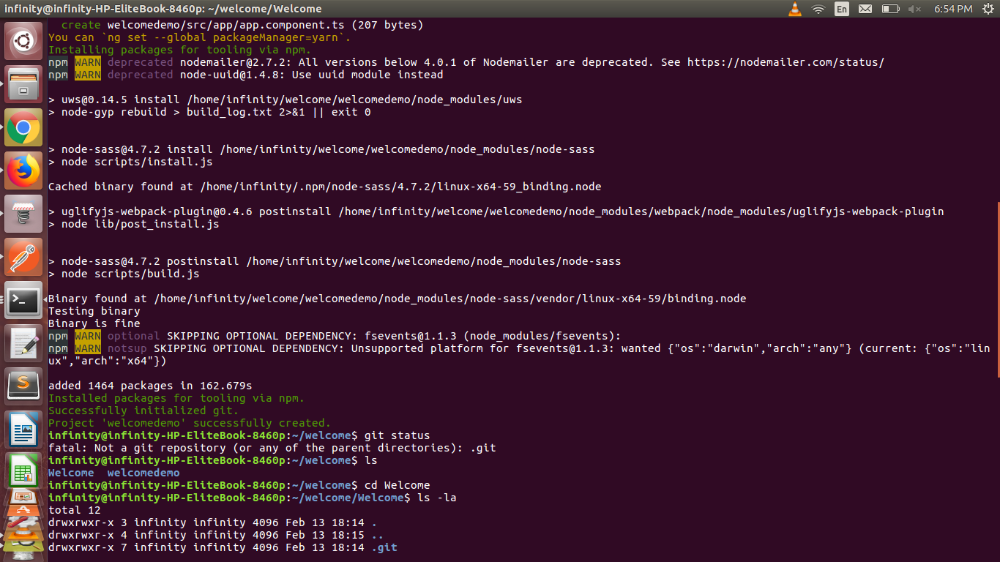 infinity@infinity-HP-EliteBook-8460p: ~/welcome/Welcome
En
6:54 PM
create welcomedemo/src/app/app.component.ts (207 bytes)
You can `ng set --global packageManager=yarn`.
Installing packages for tooling via npm.
npm WARN deprecated nodemailer@2.7.2: All versions below 4.0.1 of Nodemailer are deprecated. See https://nodemailer.com/status/
npm WARN deprecated node-uuid@1.4.8: Use uuid module instead
> uws@0.14.5 install /home/infinity/welcome/welcomedemo/node_modules/uws
> node-gyp rebuild > build_log.txt 2>&1 || exit 0
> node-sass@4.7.2 install /home/infinity/welcome/welcomedemo/node_modules/node-sass
> node scripts/install.js
Cached binary found at /home/infinity/.npm/node-sass/4.7.2/linux-x64-59_binding.node
> uglifyjs-webpack-plugin@0.4.6 postinstall /home/infinity/welcome/welcomedemo/node_modules/webpack/node_modules/uglifyjs-webpack-plugin
> node lib/post_install.js
> node-sass@4.7.2 postinstall /home/infinity/welcome/welcomedemo/node_modules/node-sass
> node scripts/build.js
Binary found at /home/infinity/welcome/welcomedemo/node_modules/node-sass/vendor/linux-x64-59/binding.node
Testing binary
Binary is fine
npm WARN optional SKIPPING OPTIONAL DEPENDENCY: fsevents@1.1.3 (node_modules/fsevents):
npm WARN notsup SKIPPING OPTIONAL DEPENDENCY: Unsupported platform for fsevents@1.1.3: wanted {"os":"darwin","arch":"any"} (current: {"os":"lin
ux","arch":"x64"})
added 1464 packages in 162.679s
Installed packages for tooling via npm.
Successfully initialized git.
Project 'welcomedemo' successfully created.
infinity@infinity-HP-EliteBook-8460p:~/welcome$ git status
fatal: Not a git repository (or any of the parent directories): .git
infinity@infinity-HP-EliteBook-8460p:~/welcome$ ls
Welcome  welcomedemo
infinity@infinity-HP-EliteBook-8460p:~/welcome$ cd Welcome
infinity@infinity-HP-EliteBook-8460p:~/welcome/Welcome$ ls -la
total 12
drwxrwxr-x 3 infinity infinity 4096 Feb 13 18:14 .
drwxrwxr-x 4 infinity infinity 4096 Feb 13 18:15 ..
drwxrwxr-x 7 infinity infinity 4096 Feb 13 18:14 .git